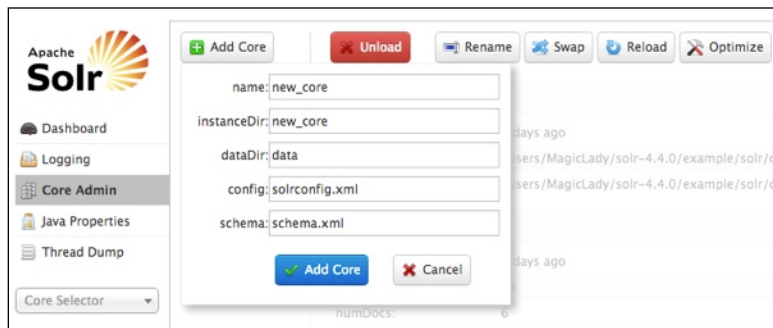 Apache
Solr
Dashboard
Logging
Core Admin
Java Properties
Thread Dump
Core Selector
Add Core
Unload
Rename
Swap
Reload
Optimize
name: new_core
instanceDir: new_core
dataDir: data
config: solrconfig.xml
schema: schema.xml
Add Core
Cancel
days ago
sers/MagicLady/solr-4.4.0/example/solr/
sers/MagicLady/solr-4.4.0/example/solr/
days ago
numDocs: 6